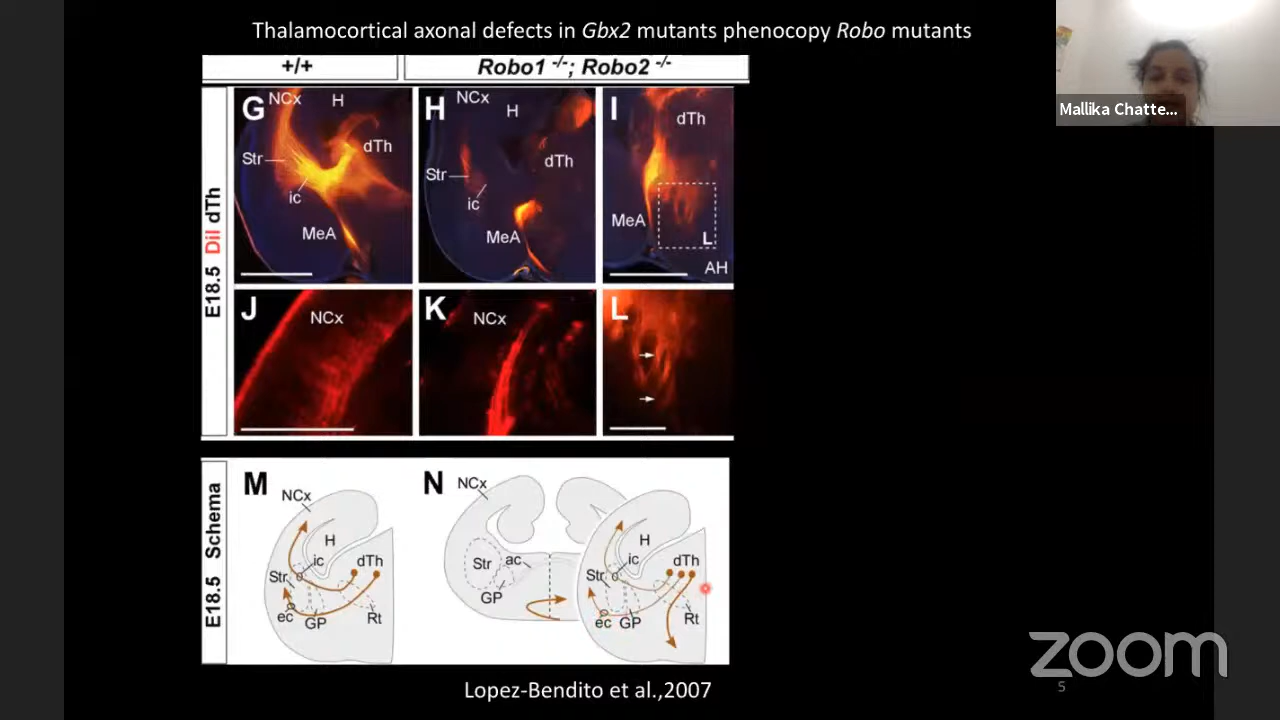 Thalamocortical axonal defects in Gbx2 mutants phenocopy Robo mutants
Mallika Chatte...
+/+
Robo1 -/-; Robo2 -/-
E18.5 DiI dTh
G
NCx
H
Str
dTh
ic
MeA
H
NCx
H
Str
dTh
ic
MeA
I
dTh
MeA
L
AH
J
NCx
K
NCx
L
E18.5 Schema
M
NCx
H
ic
dTh
Str
ec
GP
Rt
N
NCx
Str
ac
GP
H
ic
dTh
Str
ec
GP
Rt
Lopez-Bendito et al.,2007
zoom
5